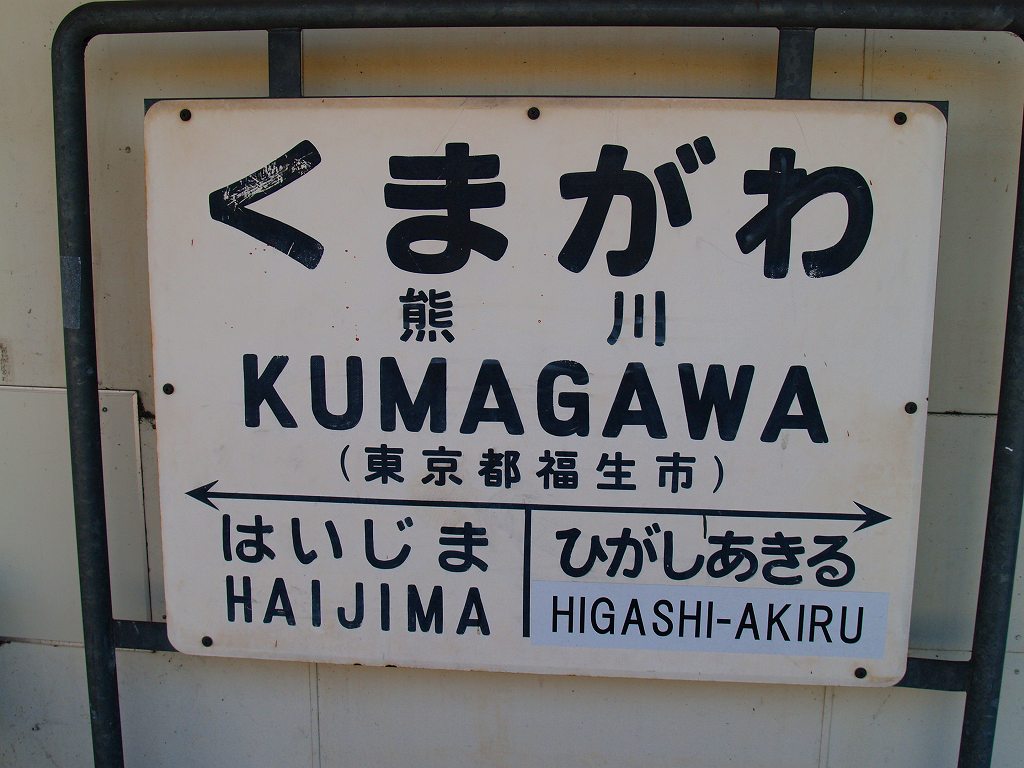 くまがわ
熊川
KUMAGAWA
(東京都福生市)
はいじま ひがしあきる
HAIJIMA HIGASHI-AKIRU